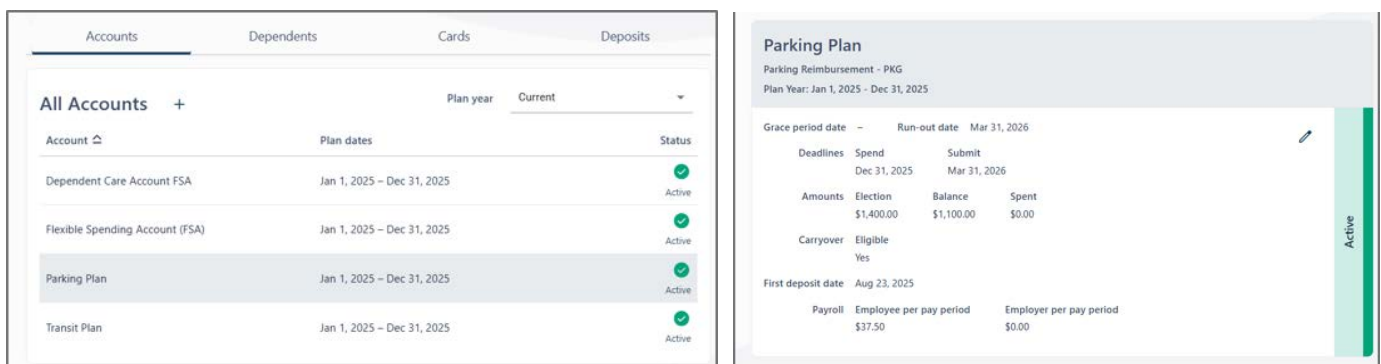 Accounts Dependents Cards Deposits
All Accounts + Plan year Current
Account Plan dates Status
Dependent Care Account FSA Jan 1, 2025 – Dec 31, 2025 Active
Flexible Spending Account (FSA) Jan 1, 2025 – Dec 31, 2025 Active
Parking Plan Jan 1, 2025 – Dec 31, 2025 Active
Transit Plan Jan 1, 2025 – Dec 31, 2025 Active
Parking Plan
Parking Reimbursement - PKG
Plan Year: Jan 1, 2025 - Dec 31, 2025
Grace period date – Run-out date Mar 31, 2026
Deadlines Spend Submit
Dec 31, 2025 Mar 31, 2026
Amounts Election Balance Spent
$1,400.00 $1,100.00 $0.00
Carryover Eligible
Yes
First deposit date Aug 23, 2025
Payroll Employee per pay period Employer per pay period
$37.50 $0.00
Active